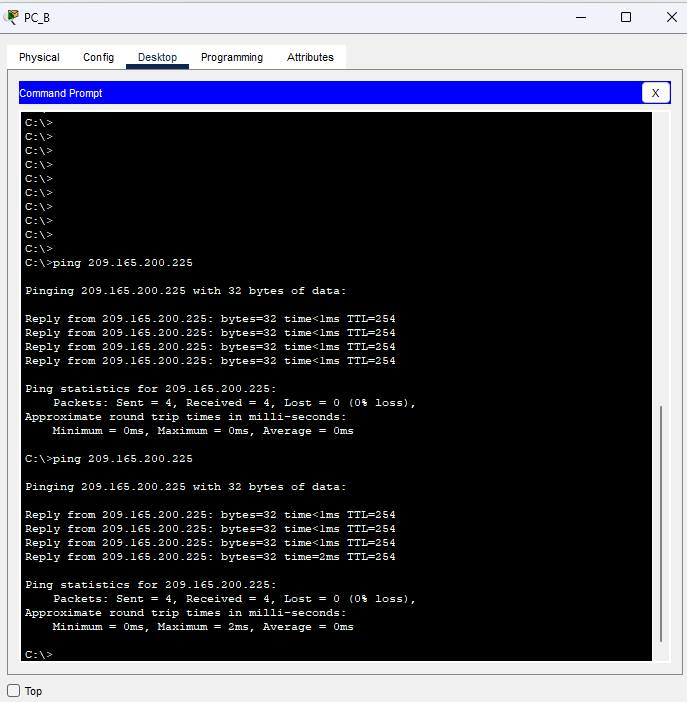 PC_B
Physical Config Desktop Programming Attributes
Command Prompt X
C:\>
C:\>
C:\>
C:\>
C:\>
C:\>
C:\>
C:\>
C:\>
C:\>
C:\>ping 209.165.200.225
Pinging 209.165.200.225 with 32 bytes of data:
Reply from 209.165.200.225: bytes=32 time<1ms TTL=254
Reply from 209.165.200.225: bytes=32 time<1ms TTL=254
Reply from 209.165.200.225: bytes=32 time<1ms TTL=254
Reply from 209.165.200.225: bytes=32 time<1ms TTL=254
Ping statistics for 209.165.200.225:
    Packets: Sent = 4, Received = 4, Lost = 0 (0% loss),
Approximate round trip times in milli-seconds:
    Minimum = 0ms, Maximum = 0ms, Average = 0ms
C:\>ping 209.165.200.225
Pinging 209.165.200.225 with 32 bytes of data:
Reply from 209.165.200.225: bytes=32 time<1ms TTL=254
Reply from 209.165.200.225: bytes=32 time<1ms TTL=254
Reply from 209.165.200.225: bytes=32 time<1ms TTL=254
Reply from 209.165.200.225: bytes=32 time=2ms TTL=254
Ping statistics for 209.165.200.225:
    Packets: Sent = 4, Received = 4, Lost = 0 (0% loss),
Approximate round trip times in milli-seconds:
    Minimum = 0ms, Maximum = 2ms, Average = 0ms
C:\>
Top